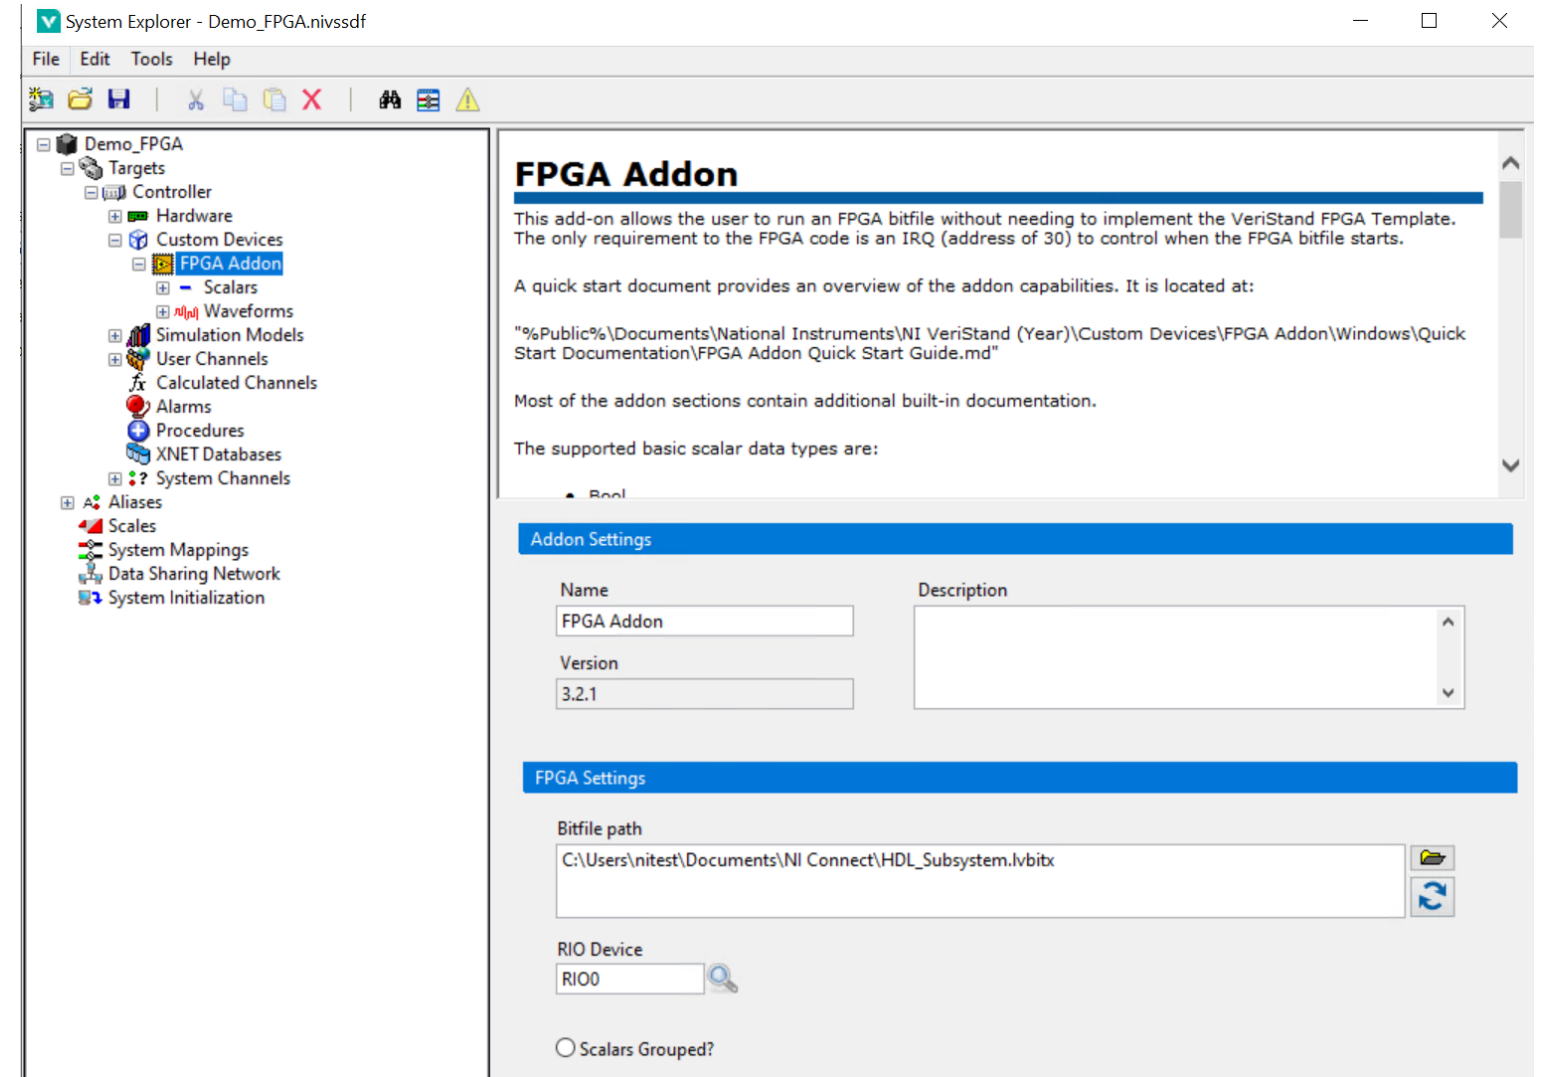 System Explorer - Demo_FPGA.nivssdf
File Edit Tools Help
Demo_FPGA
Targets
Controller
Hardware
Custom Devices
FPGA Addon
Scalars
Waveforms
Simulation Models
User Channels
fx Calculated Channels
Alarms
Procedures
XNET Databases
System Channels
Aliases
Scales
System Mappings
Data Sharing Network
System Initialization
FPGA Addon
This add-on allows the user to run an FPGA bitfile without needing to implement the VeriStand FPGA Template.
The only requirement to the FPGA code is an IRQ (address of 30) to control when the FPGA bitfile starts.
A quick start document provides an overview of the addon capabilities. It is located at:
"%Public%\Documents\National Instruments\NI VeriStand (Year)\Custom Devices\FPGA Addon\Windows\Quick
Start Documentation\FPGA Addon Quick Start Guide.md"
Most of the addon sections contain additional built-in documentation.
The supported basic scalar data types are:
• Bool
Addon Settings
Name
FPGA Addon
Description
Version
3.2.1
FPGA Settings
Bitfile path
C:\Users\nitest\Documents\NI Connect\HDL_Subsystem.lvbitx
RIO Device
RIO0
Scalars Grouped?